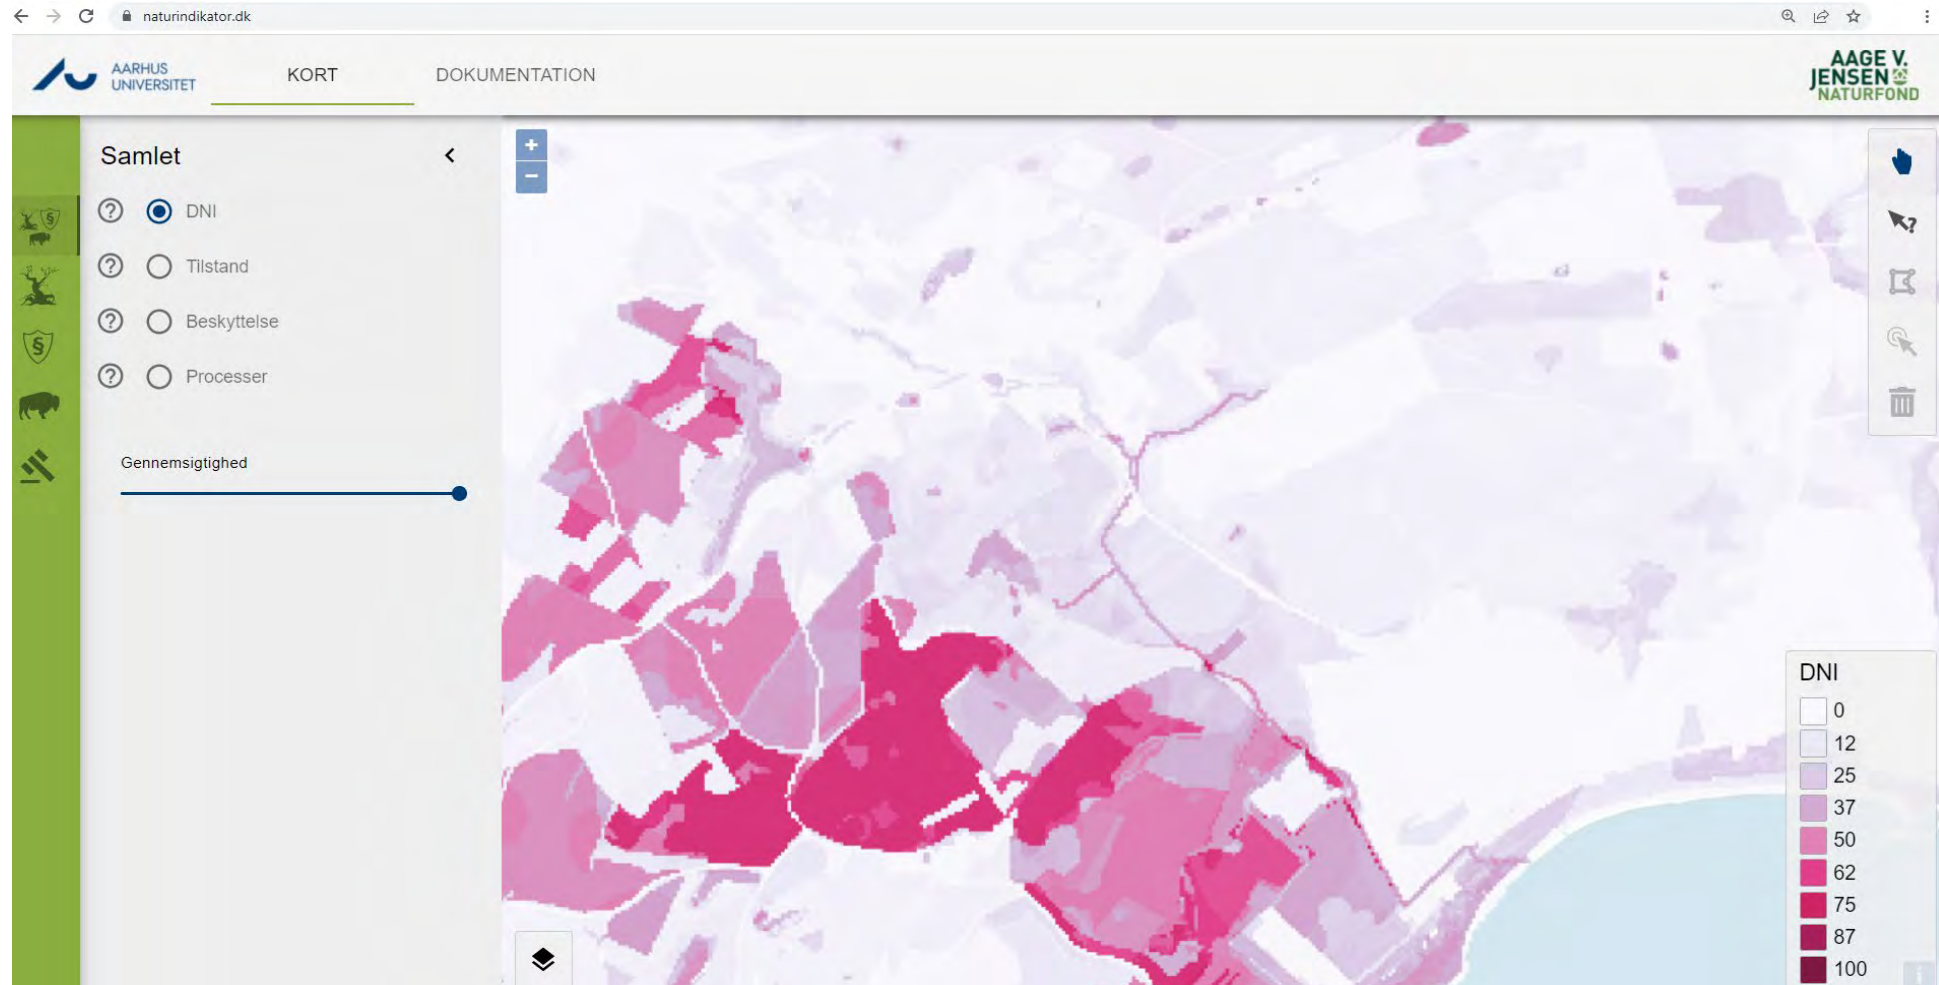 naturindikator.dk
AARHUS
UNIVERSITET
KORT
DOKUMENTATION
AAGE V.
JENSEN
NATURFOND
Samlet
DNI
Tilstand
Beskyttelse
Processer
Gennemsigtighed
+
−
DNI
0
12
25
37
50
62
75
87
100